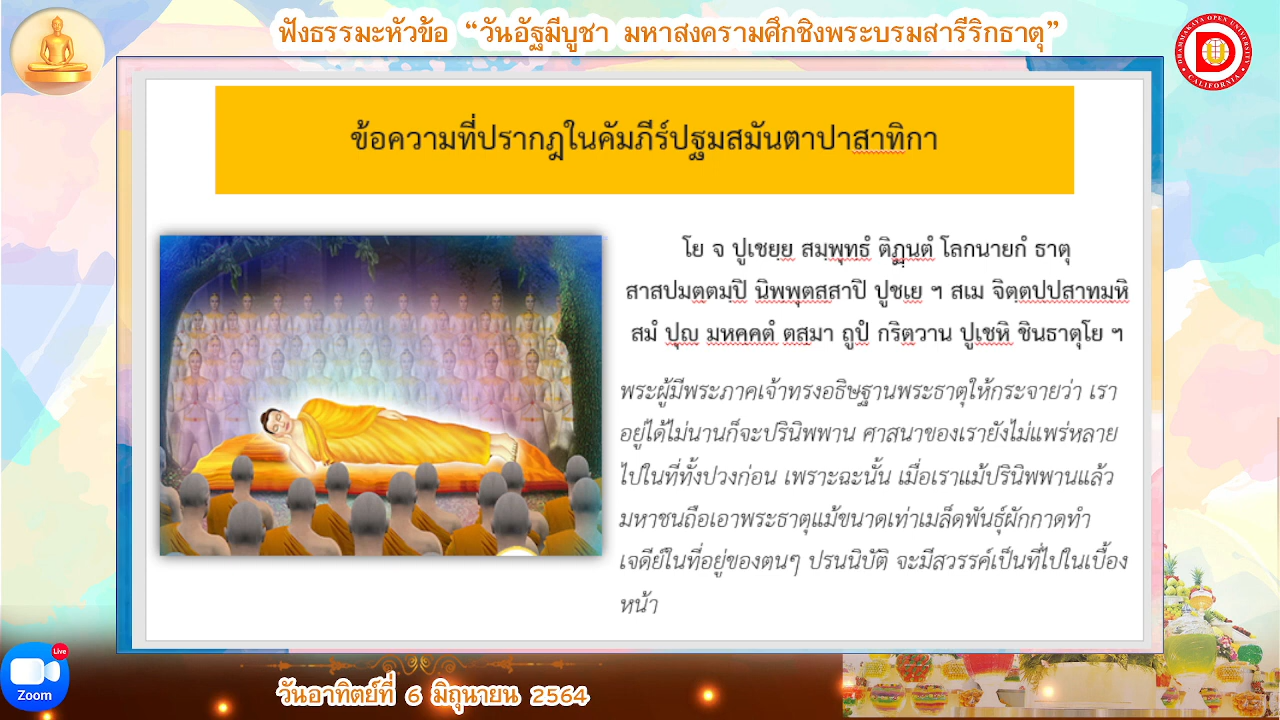 ฟังธรรมะหัวข้อ “วันอัฐมีบูชา มหาสงครามศึกชิงพระบรมสารีริกธาตุ”
DHAMMAKAYA OPEN UNIVERSITY
CALIFORNIA
ข้อความที่ปรากฎในคัมภีร์ปฐมสมันตาปาสาทิกา
โย จ ปูเชยฺย สมฺพุทฺธํ ติฏฺฐนฺตํ โลกนายกํ ธาตุ
สาสปมตฺตมฺปิ นิพฺพุตสฺสาปิ ปูชเย ฯ สเม จิตฺตปฺปสาทมหิ
สมํ ปุญ มหคฺคตํ ตสฺมา ถูปํ กริตฺวาน ปูเชหิ ชินธาตุโย ฯ
พระผู้มีพระภาคเจ้าทรงอธิษฐานพระธาตุให้กระจายว่า เรา
อยู่ได้ไม่นานก็จะปรินิพพาน ศาสนาของเรายังไม่แพร่หลาย
ไปในที่ทั้งปวงก่อน เพราะฉะนั้น เมื่อเราแม้ปรินิพพานแล้ว
มหาชนถือเอาพระธาตุแม้ขนาดเท่าเมล็ดพันธุ์ผักกาดทำ
เจดีย์ในที่อยู่ของตนๆ ปรนนิบัติ จะมีสวรรค์เป็นที่ไปในเบื้อง
หน้า
Live
Zoom
วันอาทิตย์ที่ 6 มิถุนายน 2564